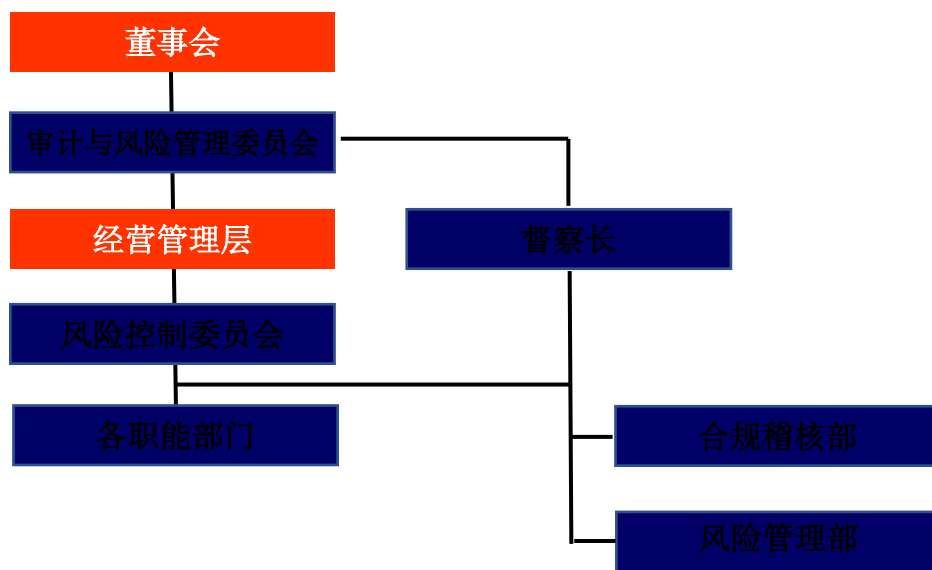 董事会
审计与风险管理委员会
经营管理层
督察长
风险控制委员会
各职能部门
合规稽核部
风险管理部